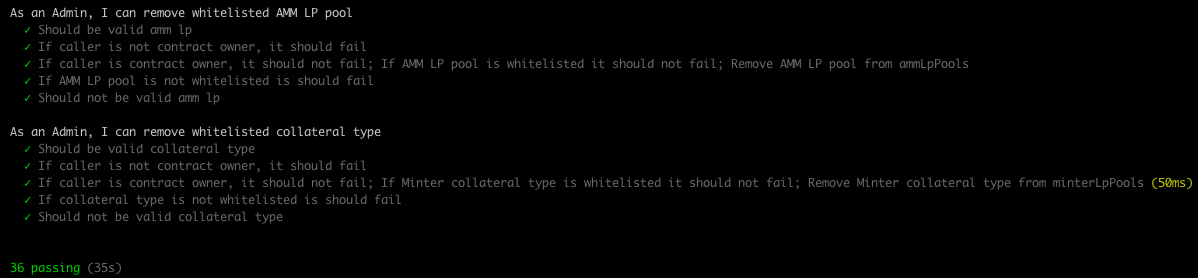 As an Admin, I can remove whitelisted AMM LP pool
✓ Should be valid amm lp
✓ If caller is not contract owner, it should fail
✓ If caller is contract owner, it should not fail; If AMM LP pool is whitelisted it should not fail; Remove AMM LP pool from ammLpPools
✓ If AMM LP pool is not whitelisted is should fail
✓ Should not be valid amm lp
As an Admin, I can remove whitelisted collateral type
✓ Should be valid collateral type
✓ If caller is not contract owner, it should fail
✓ If caller is contract owner, it should not fail; If Minter collateral type is whitelisted it should not fail; Remove Minter collateral type from minterLpPools (50ms)
✓ If collateral type is not whitelisted is should fail
✓ Should not be valid collateral type
36 passing (35s)